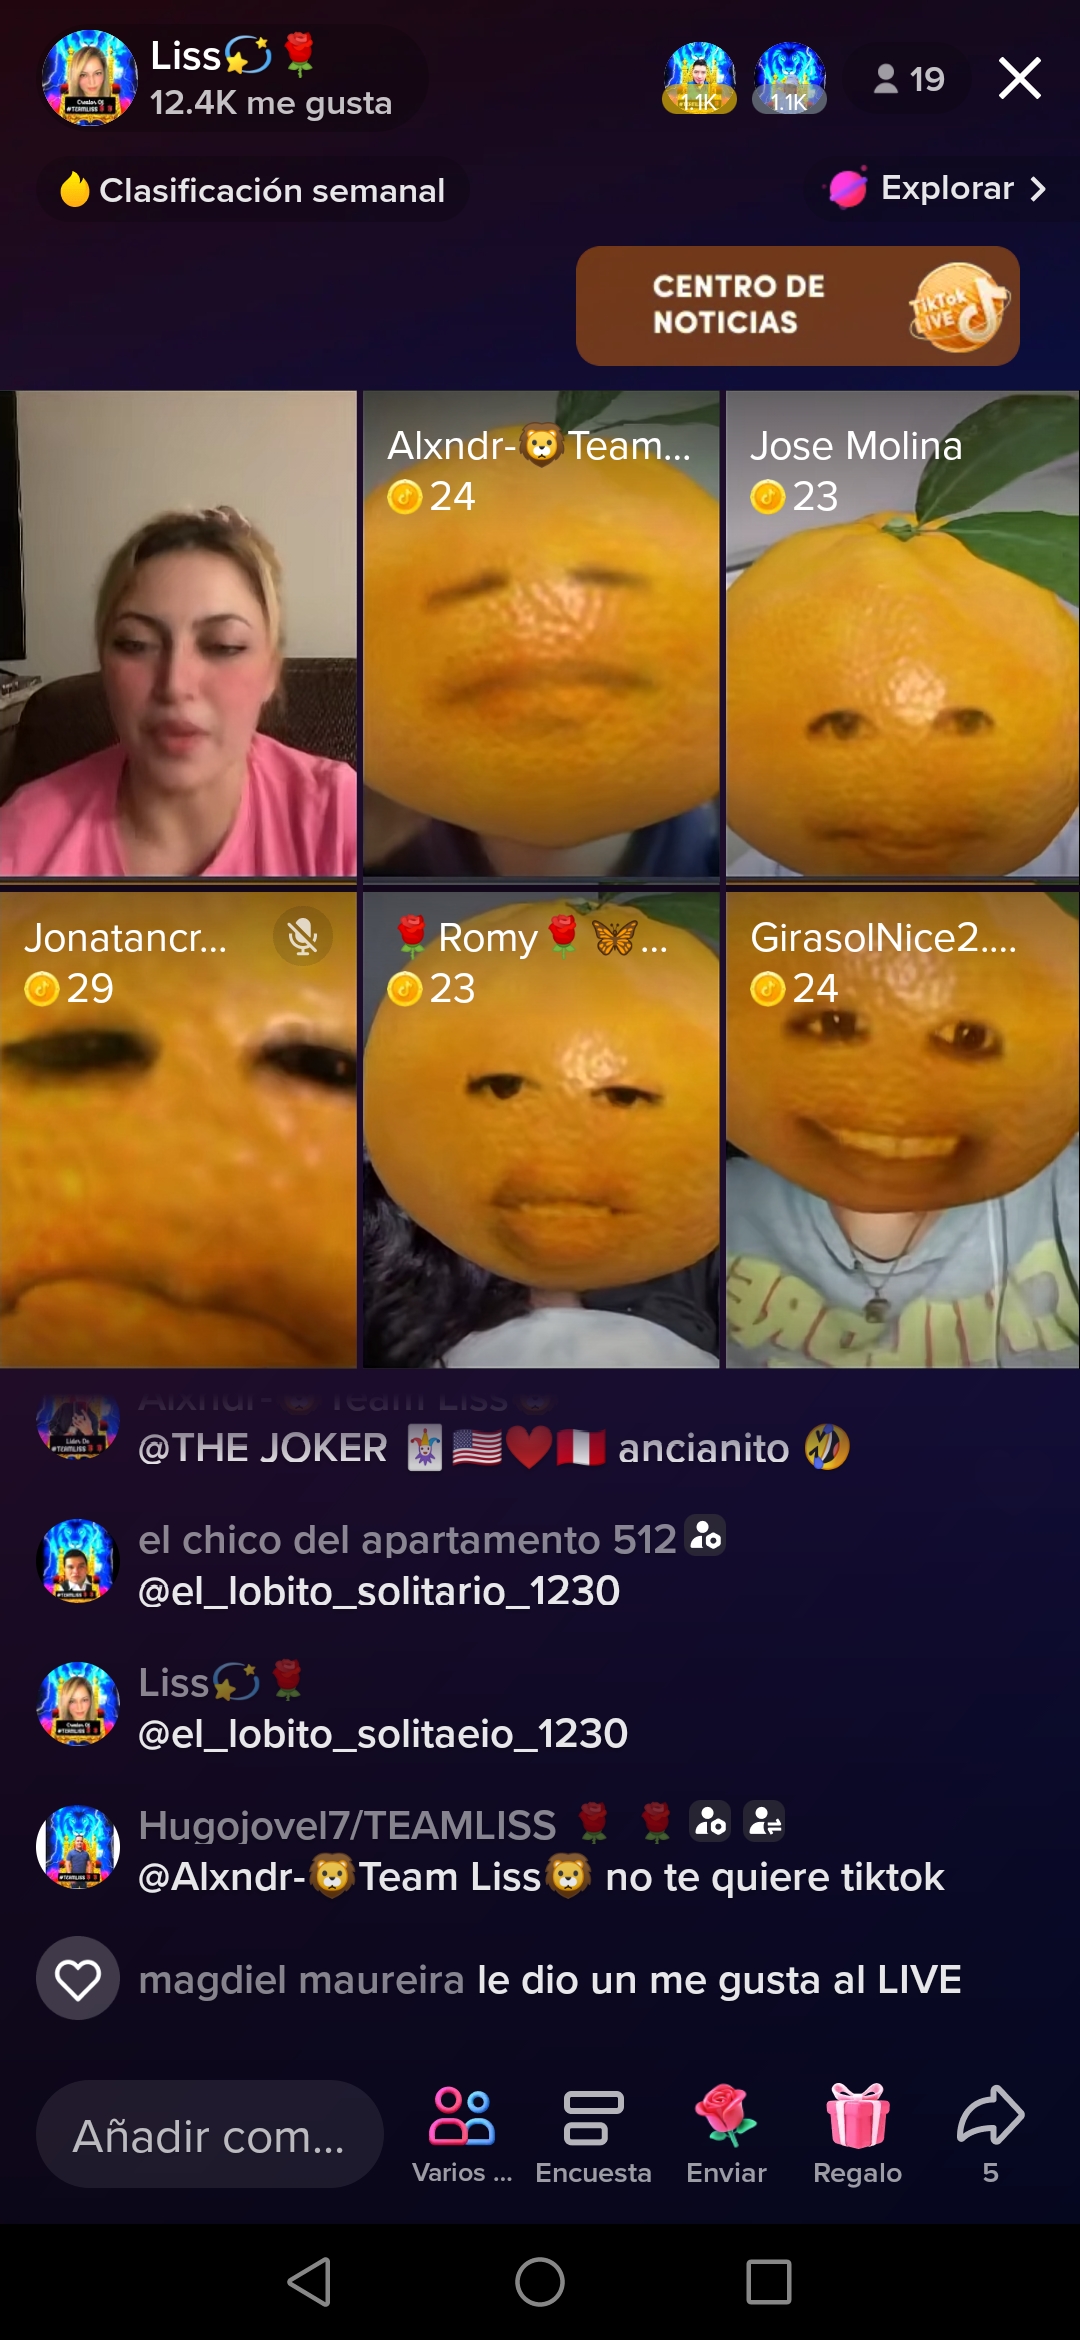 Liss💫🌹
12.4K me gusta
1.1K
1.1K
19
Clasificación semanal
Explorar
CENTRO DE
NOTICIAS
TikTok
LIVE
Alxndr-🦁Team...
24
Jose Molina
23
Jonatancr...
29
🌹Romy🌹🦋...
23
GirasolNice2....
24
Alxndr-🦁Team Liss🦁
@THE JOKER 🃏🇺🇸❤️🇵🇪 ancianito 🤣
el chico del apartamento 512
@el_lobito_solitario_1230
Liss💫🌹
@el_lobito_solitaeio_1230
Hugojovel7/TEAMLISS 🌹 🌹
@Alxndr-🦁Team Liss🦁 no te quiere tiktok
magdiel maureira le dio un me gusta al LIVE
Añadir com...
Varios ...
Encuesta
Enviar
Regalo
5